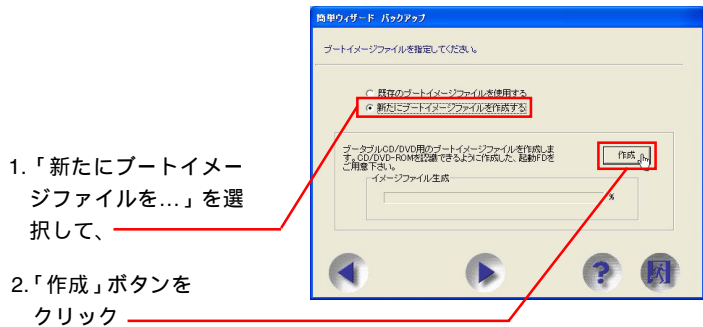 簡単ウィザード バックアップ
ブートイメージファイルを指定してください。
既存のブートイメージファイルを使用する
新たにブートイメージファイルを作成する
ブータブルCD/DVD用のブートイメージファイルを作成しま
す。CD/DVD-ROMを認識できるように作成した、起動FDを
ご用意下さい。
作成
イメージファイル生成
%
1.「新たにブートイメー
ジファイルを...」を選
択して、
2.「作成」ボタンを
クリック
?